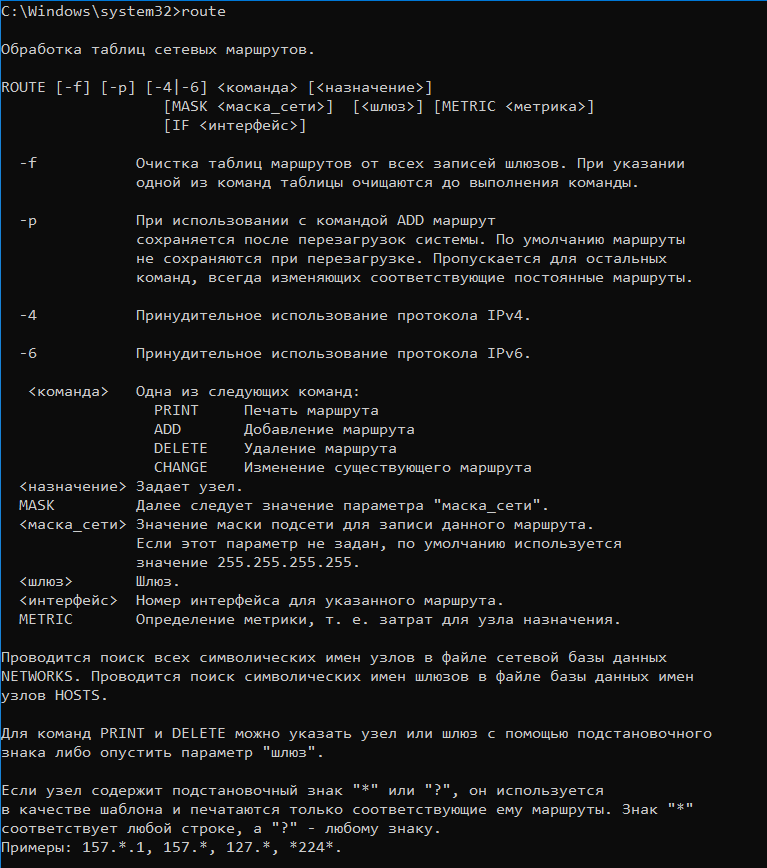 C:\Windows\system32>route
Обработка таблиц сетевых маршрутов.
ROUTE [-f] [-p] [-4|-6] <команда> [<назначение>]
[MASK <маска_сети>]  [<шлюз>] [METRIC <метрика>]
[IF <интерфейс>]
-f           Очистка таблиц маршрутов от всех записей шлюзов. При указании
одной из команд таблицы очищаются до выполнения команды.
-p           При использовании с командой ADD маршрут
сохраняется после перезагрузок системы. По умолчанию маршруты
не сохраняются при перезагрузке. Пропускается для остальных
команд, всегда изменяющих соответствующие постоянные маршруты.
-4           Принудительное использование протокола IPv4.
-6           Принудительное использование протокола IPv6.
<команда>   Одна из следующих команд:
PRINT     Печать маршрута
ADD       Добавление маршрута
DELETE    Удаление маршрута
CHANGE    Изменение существующего маршрута
<назначение> Задает узел.
MASK         Далее следует значение параметра "маска_сети".
<маска_сети> Значение маски подсети для записи данного маршрута.
Если этот параметр не задан, по умолчанию используется
значение 255.255.255.255.
<шлюз>       Шлюз.
<интерфейс>  Номер интерфейса для указанного маршрута.
METRIC       Определение метрики, т. е. затрат для узла назначения.
Проводится поиск всех символических имен узлов в файле сетевой базы данных
NETWORKS. Проводится поиск символических имен шлюзов в файле базы данных имен
узлов HOSTS.
Для команд PRINT и DELETE можно указать узел или шлюз с помощью подстановочного
знака либо опустить параметр "шлюз".
Если узел содержит подстановочный знак "*" или "?", он используется
в качестве шаблона и печатаются только соответствующие ему маршруты. Знак "*"
соответствует любой строке, а "?" - любому знаку.
Примеры: 157.*.1, 157.*, 127.*, *224*.